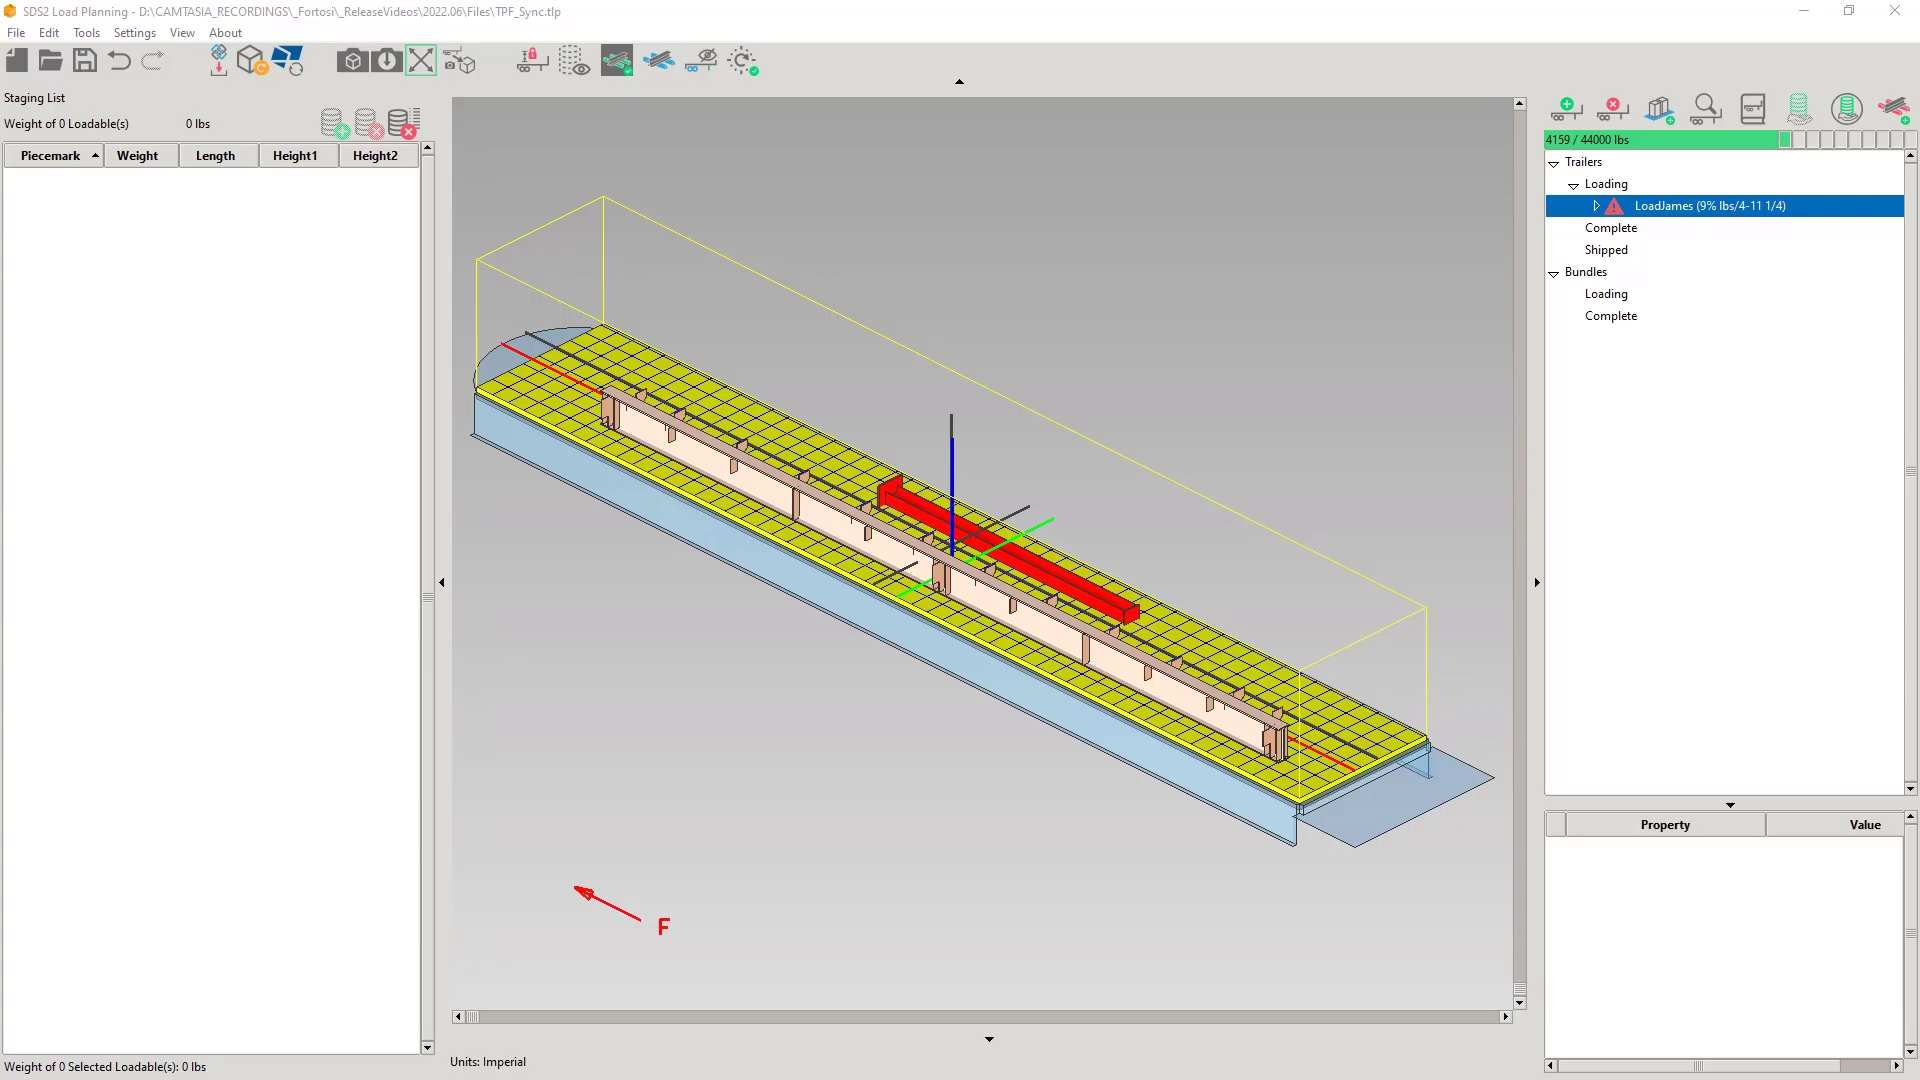 SDS2 Load Planning - D:\CAMTASIA_RECORDINGS\_Fortosi\_ReleaseVideos\2022.06\Files\TPF_Sync.tlp
File Edit Tools Settings View About
Staging List
Weight of 0 Loadable(s) 0 lbs
Piecemark Weight Length Height1 Height2
4159 / 44000 lbs
Trailers
Loading
LoadJames (9% lbs/4-11 1/4)
Complete
Shipped
Bundles
Loading
Complete
Property Value
F
Weight of 0 Selected Loadable(s): 0 lbs
Units: Imperial